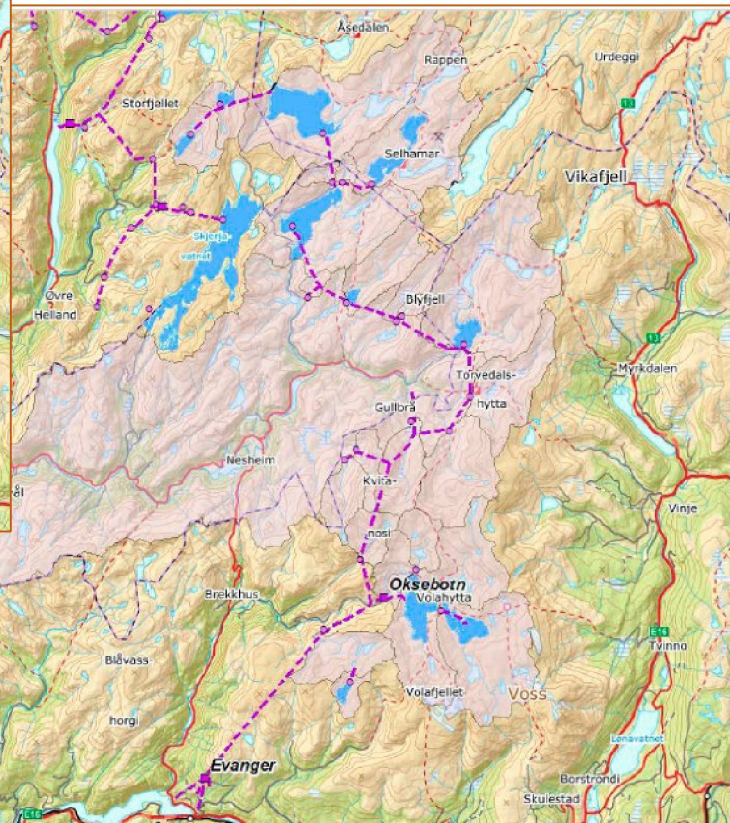 Åsedalen
Rappen
Urdeggi
Storfjellet
13
Selhamar
Vikafjell
Skjerja-
vatnet
Øvre
Helland
Blyfjell
13
Torvedals-
Myrkdalen
Gullbrå
hytta
Nesheim
Kvita-
Vinje
nosi
Oksebotn
Brekkhus
Volahytta
E16
Tvinno
Blåvass-
Volafjellet
Voss
horgi
Lønavatnet
Evanger
Borstrondi
Skulestad
E16